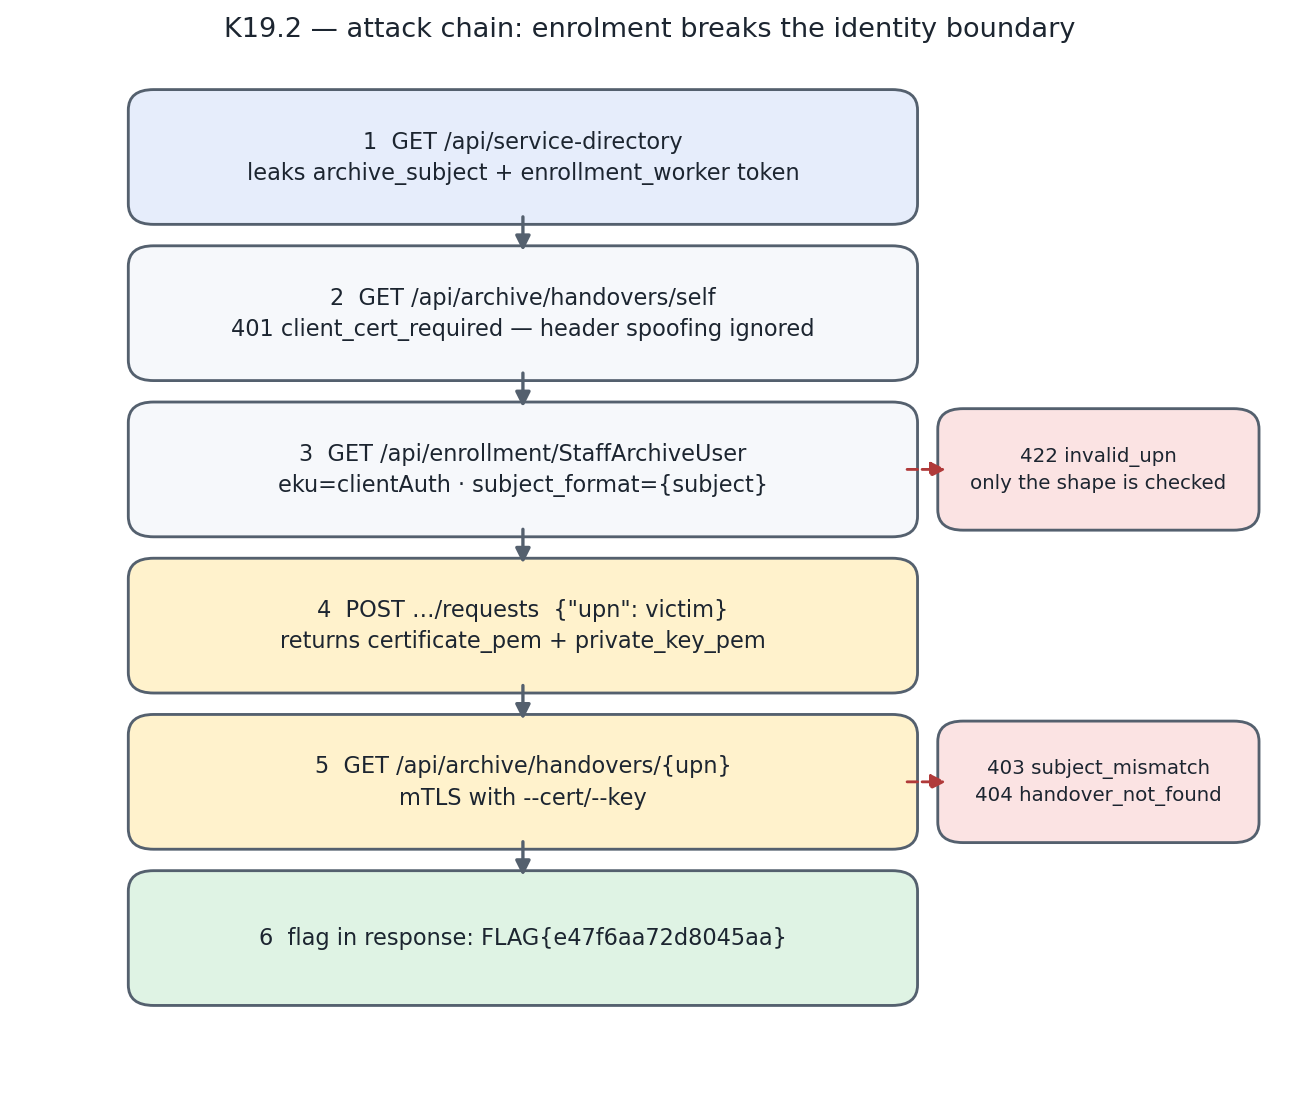 K19.2 — attack chain: enrolment breaks the identity boundary
1  GET /api/service-directory
leaks archive_subject + enrollment_worker token
2  GET /api/archive/handovers/self
401 client_cert_required — header spoofing ignored
3  GET /api/enrollment/StaffArchiveUser
eku=clientAuth · subject_format={subject}
422 invalid_upn
only the shape is checked
4  POST …/requests  {"upn": victim}
returns certificate_pem + private_key_pem
5  GET /api/archive/handovers/{upn}
mTLS with --cert/--key
403 subject_mismatch
404 handover_not_found
6  flag in response: FLAG{e47f6aa72d8045aa}